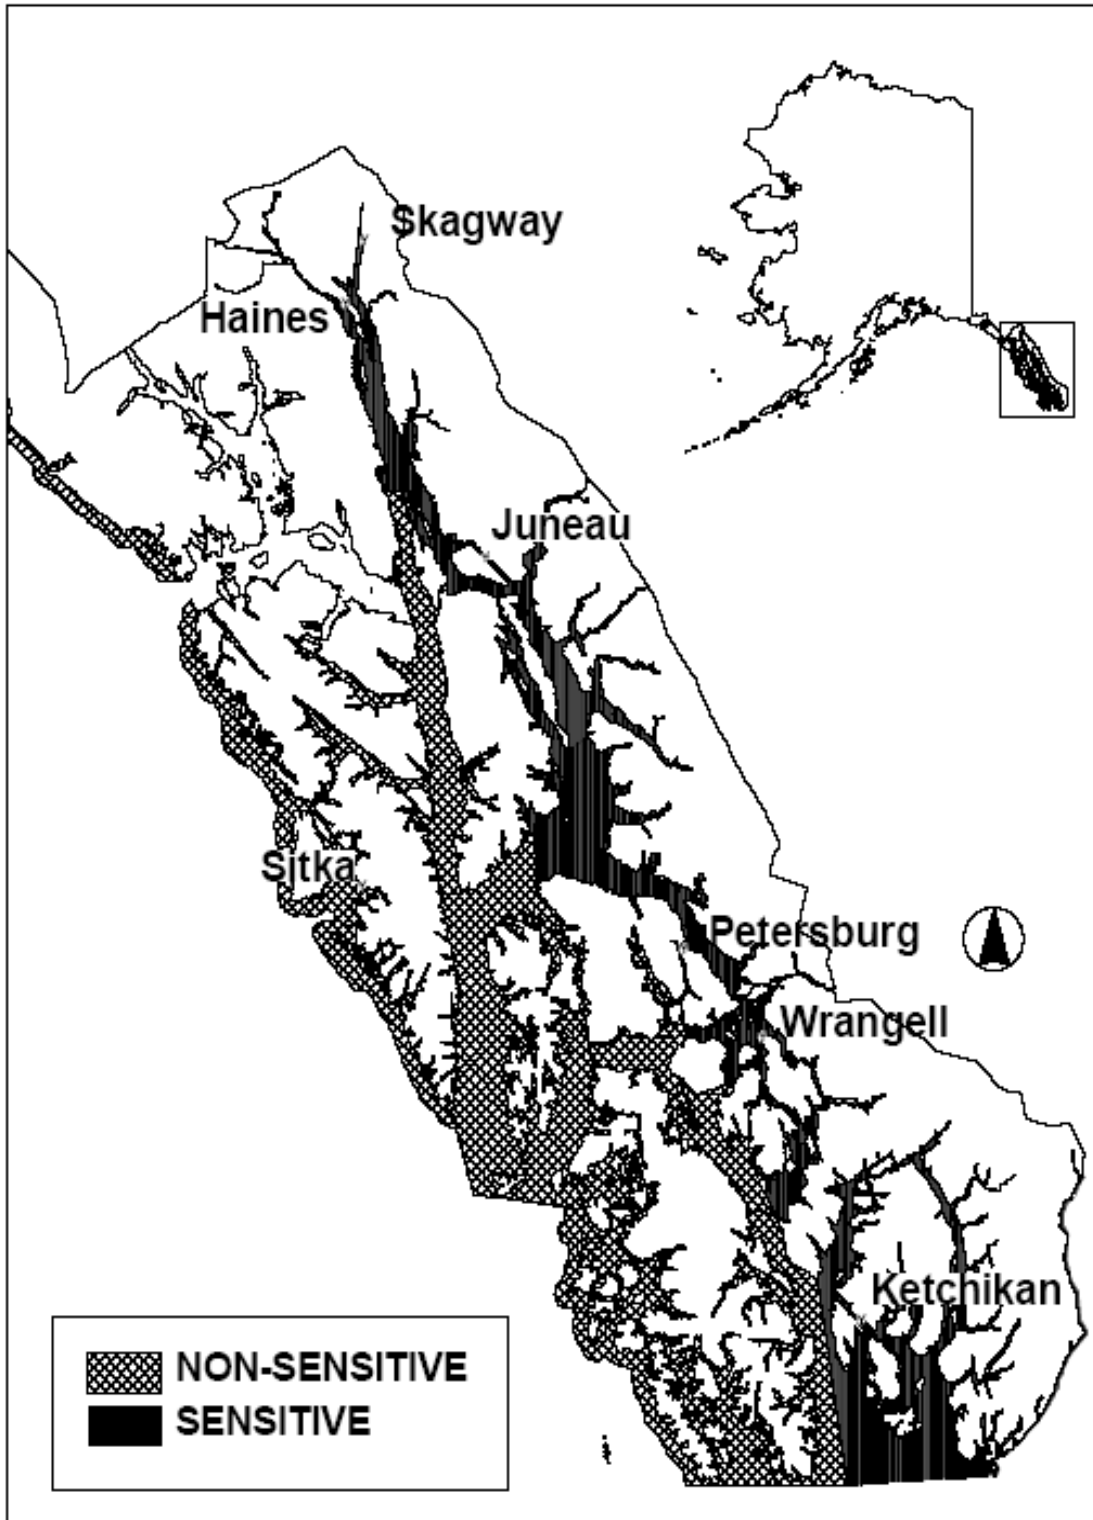 Skagway
Haines
Juneau
Sitka
Petersburg
Wrangell
Ketchikan
NON-SENSITIVE
SENSITIVE